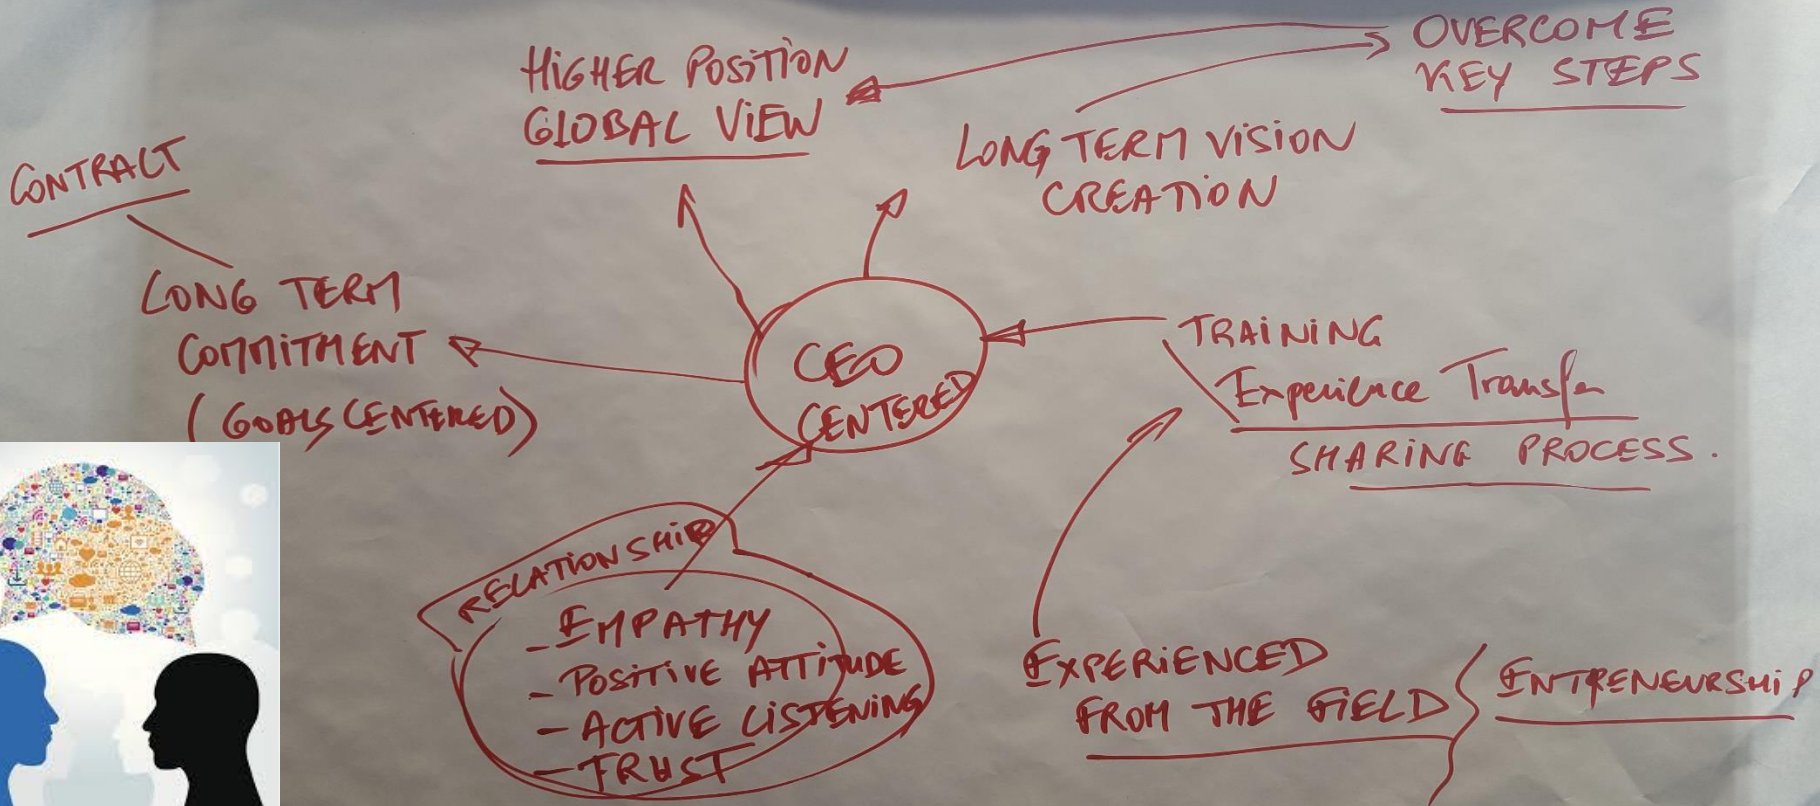 OVERCOME
KEY STEPS
HIGHER POSITION
GLOBAL VIEW
LONG TERM VISION
CREATION
CONTRACT
LONG TERM
COMMITMENT
(GOALS CENTERED)
CEO
CENTERED
TRAINING
Experience Transfer
SHARING PROCESS.
RELATIONSHIP
- EMPATHY
- POSITIVE ATTITUDE
- ACTIVE LISTENING
- TRUST
EXPERIENCED
FROM THE FIELD
ENTREPRENEURSHIP